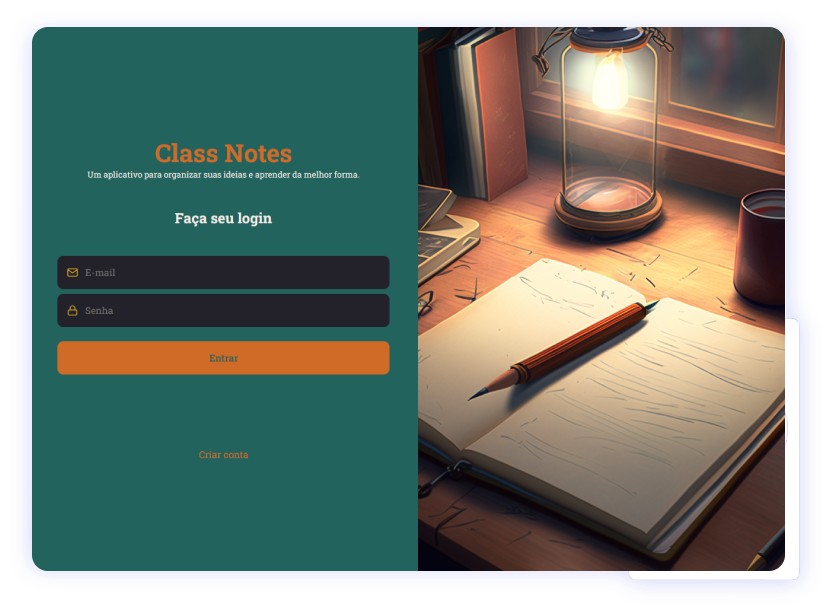 Class Notes
Um aplicativo para organizar suas ideias e aprender da melhor forma.
Faça seu login
E-mail
Senha
Entrar
Criar conta